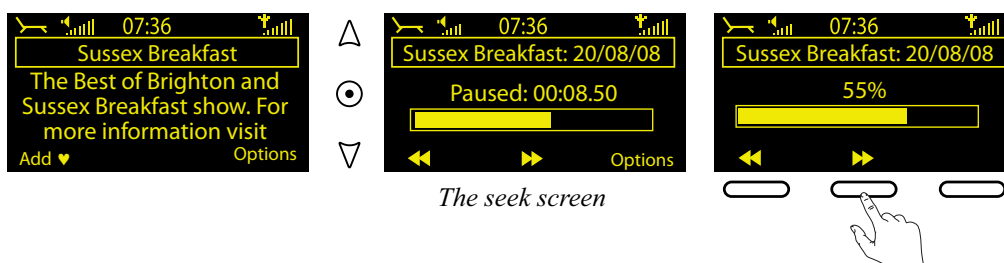 07:36
Sussex Breakfast
The Best of Brighton and
Sussex Breakfast show. For
more information visit
Add ♥
Options
07:36
Sussex Breakfast: 20/08/08
Paused: 00:08.50
Options
The seek screen
07:36
Sussex Breakfast: 20/08/08
55%